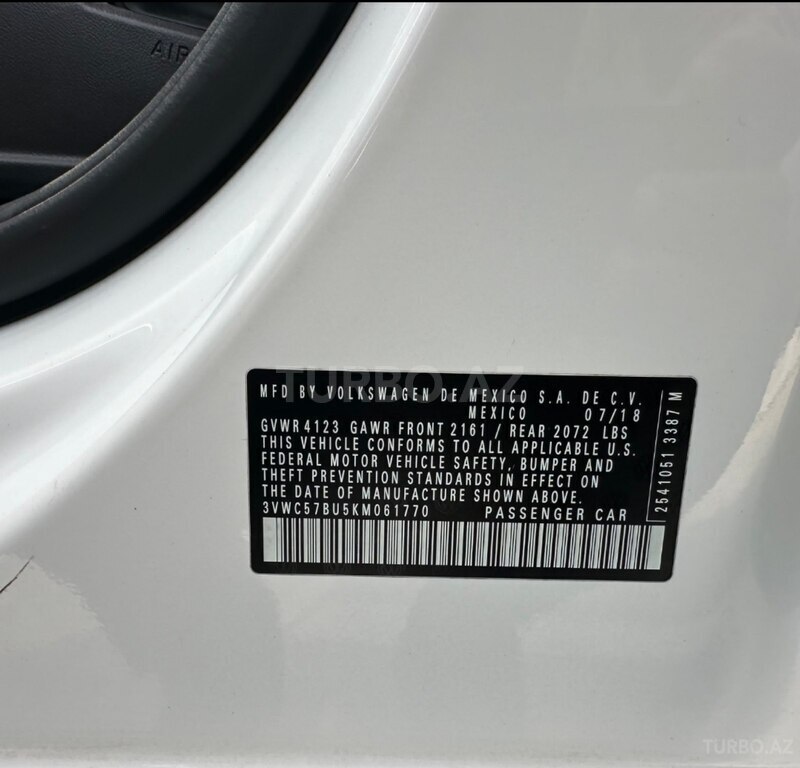 AIR
TURBO.AZ
MFD BY VOLKSWAGEN DE MEXICO S.A. DE C.V.
MEXICO 07/18
GVWR 4123 GAWR FRONT 2161 / REAR 2072 LBS
THIS VEHICLE CONFORMS TO ALL APPLICABLE U.S.
FEDERAL MOTOR VEHICLE SAFETY, BUMPER AND
THEFT PREVENTION STANDARDS IN EFFECT ON
THE DATE OF MANUFACTURE SHOWN ABOVE.
3VWC57BU5KM061770 PASSENGER CAR
2541051 3387 M
TURBO.AZ